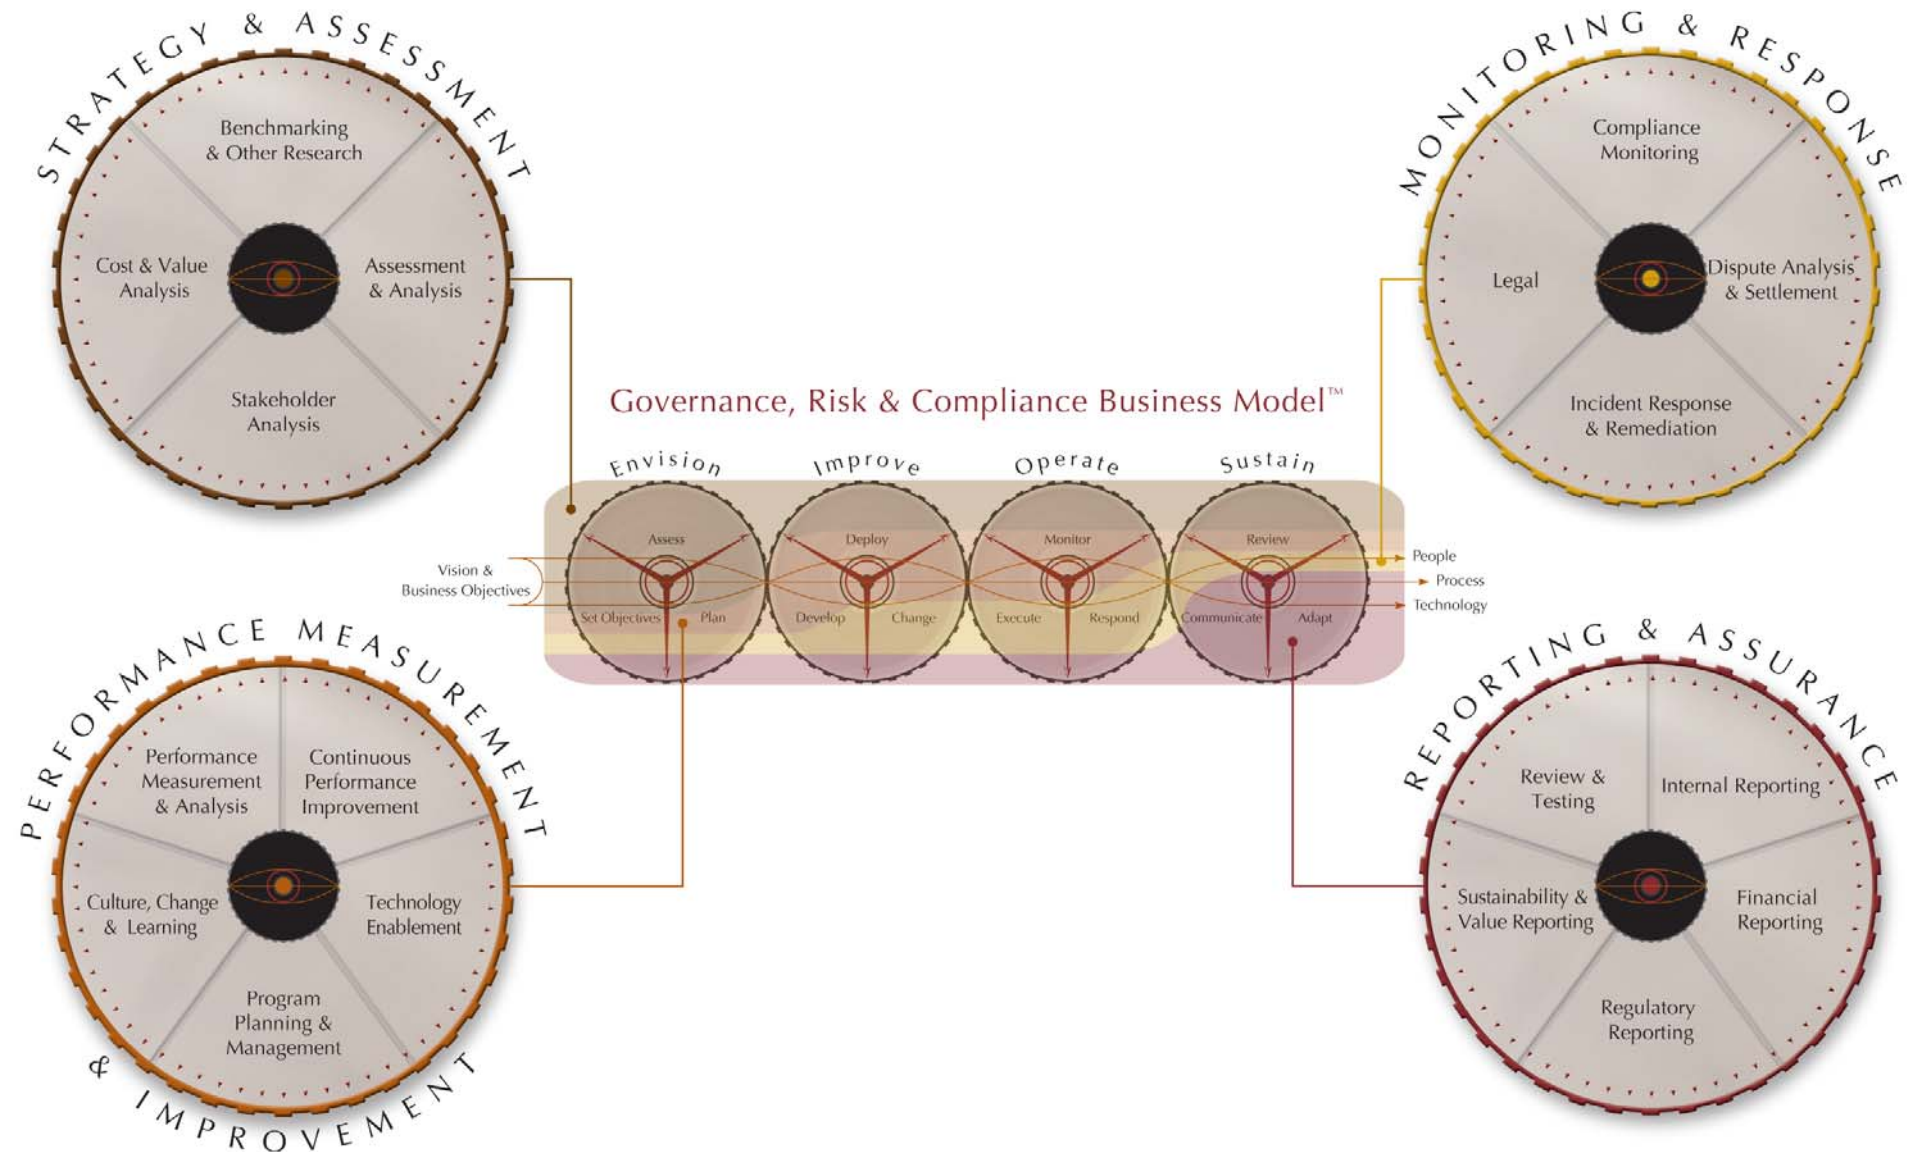 STRATEGY & ASSESSMENT
Benchmarking
& Other Research
Cost & Value
Analysis
Assessment
& Analysis
Stakeholder
Analysis
MONITORING & RESPONSE
Compliance
Monitoring
Legal
Dispute Analysis
& Settlement
Incident Response
& Remediation
Governance, Risk & Compliance Business Model™
Envision
Improve
Operate
Sustain
Vision &
Business Objectives
Assess
Set Objectives
Plan
Deploy
Develop
Change
Monitor
Execute
Respond
Review
Communicate
Adapt
People
Process
Technology
PERFORMANCE MEASUREMENT
& IMPROVEMENT
Performance
Measurement
& Analysis
Continuous
Performance
Improvement
Culture, Change
& Learning
Technology
Enablement
Program
Planning &
Management
REPORTING & ASSURANCE
Review &
Testing
Internal Reporting
Sustainability &
Value Reporting
Financial
Reporting
Regulatory
Reporting